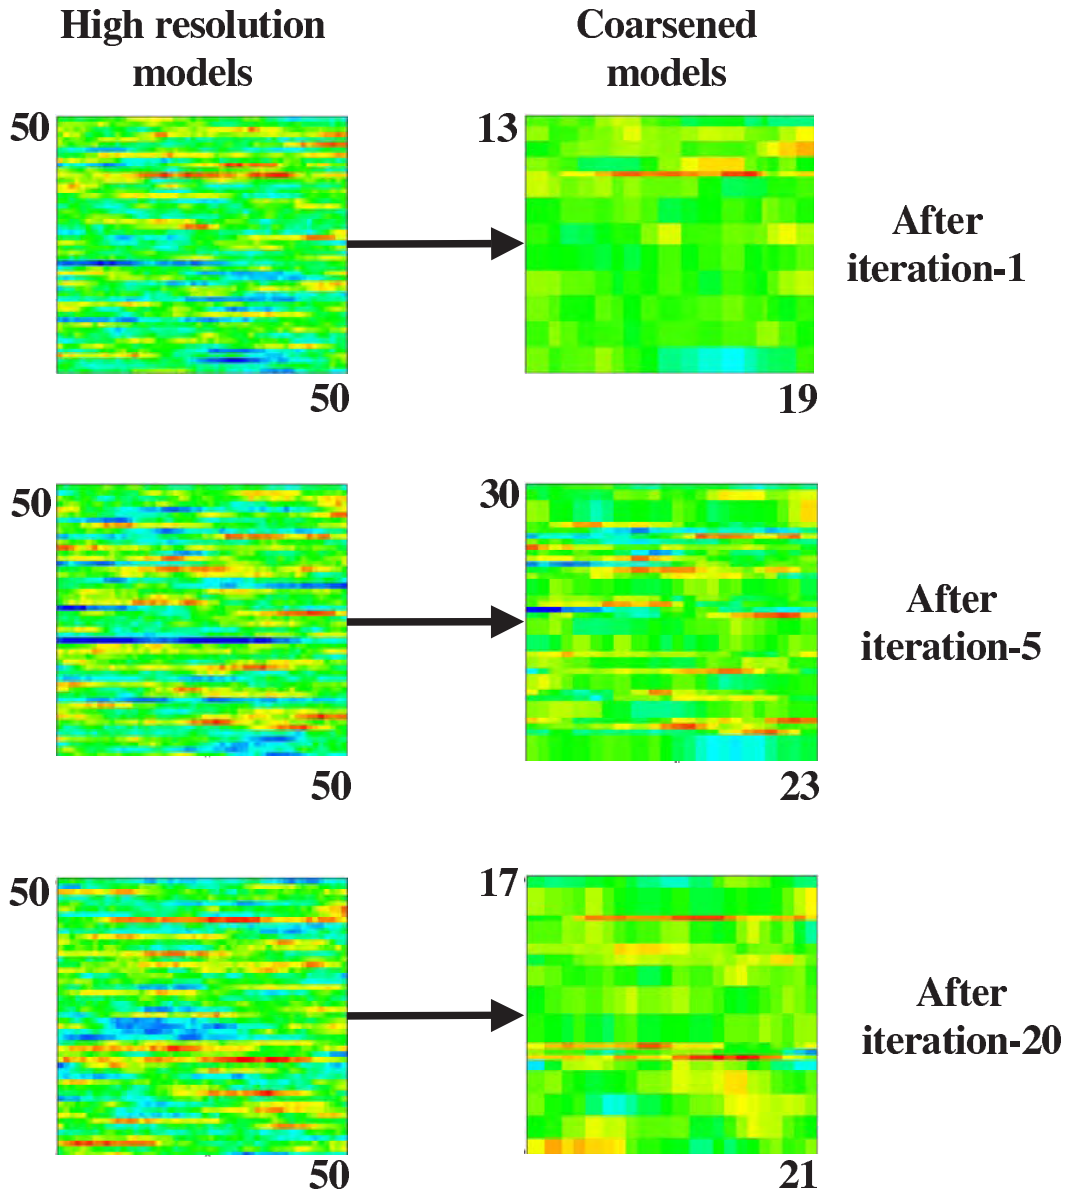 High resolution
models
Coarsened
models
50
50
13
19
After
iteration-1
50
50
30
23
After
iteration-5
50
50
17
21
After
iteration-20